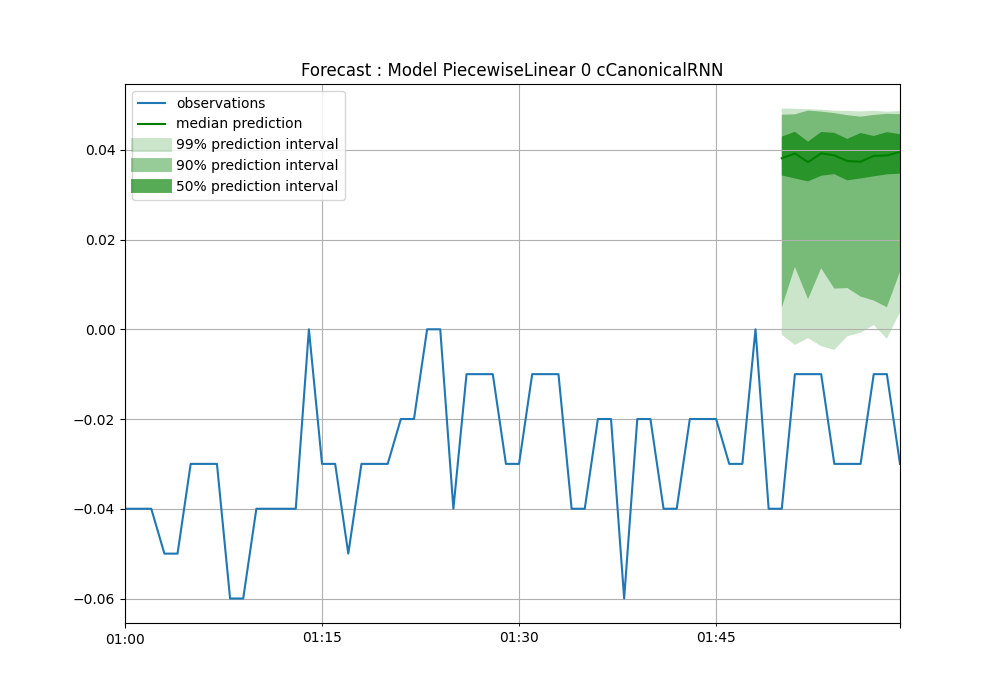 Forecast : Model PiecewiseLinear 0 cCanonicalRNN
observations
median prediction
99% prediction interval
90% prediction interval
50% prediction interval
0.04
0.02
0.00
−0.02
−0.04
−0.06
01:00
01:15
01:30
01:45